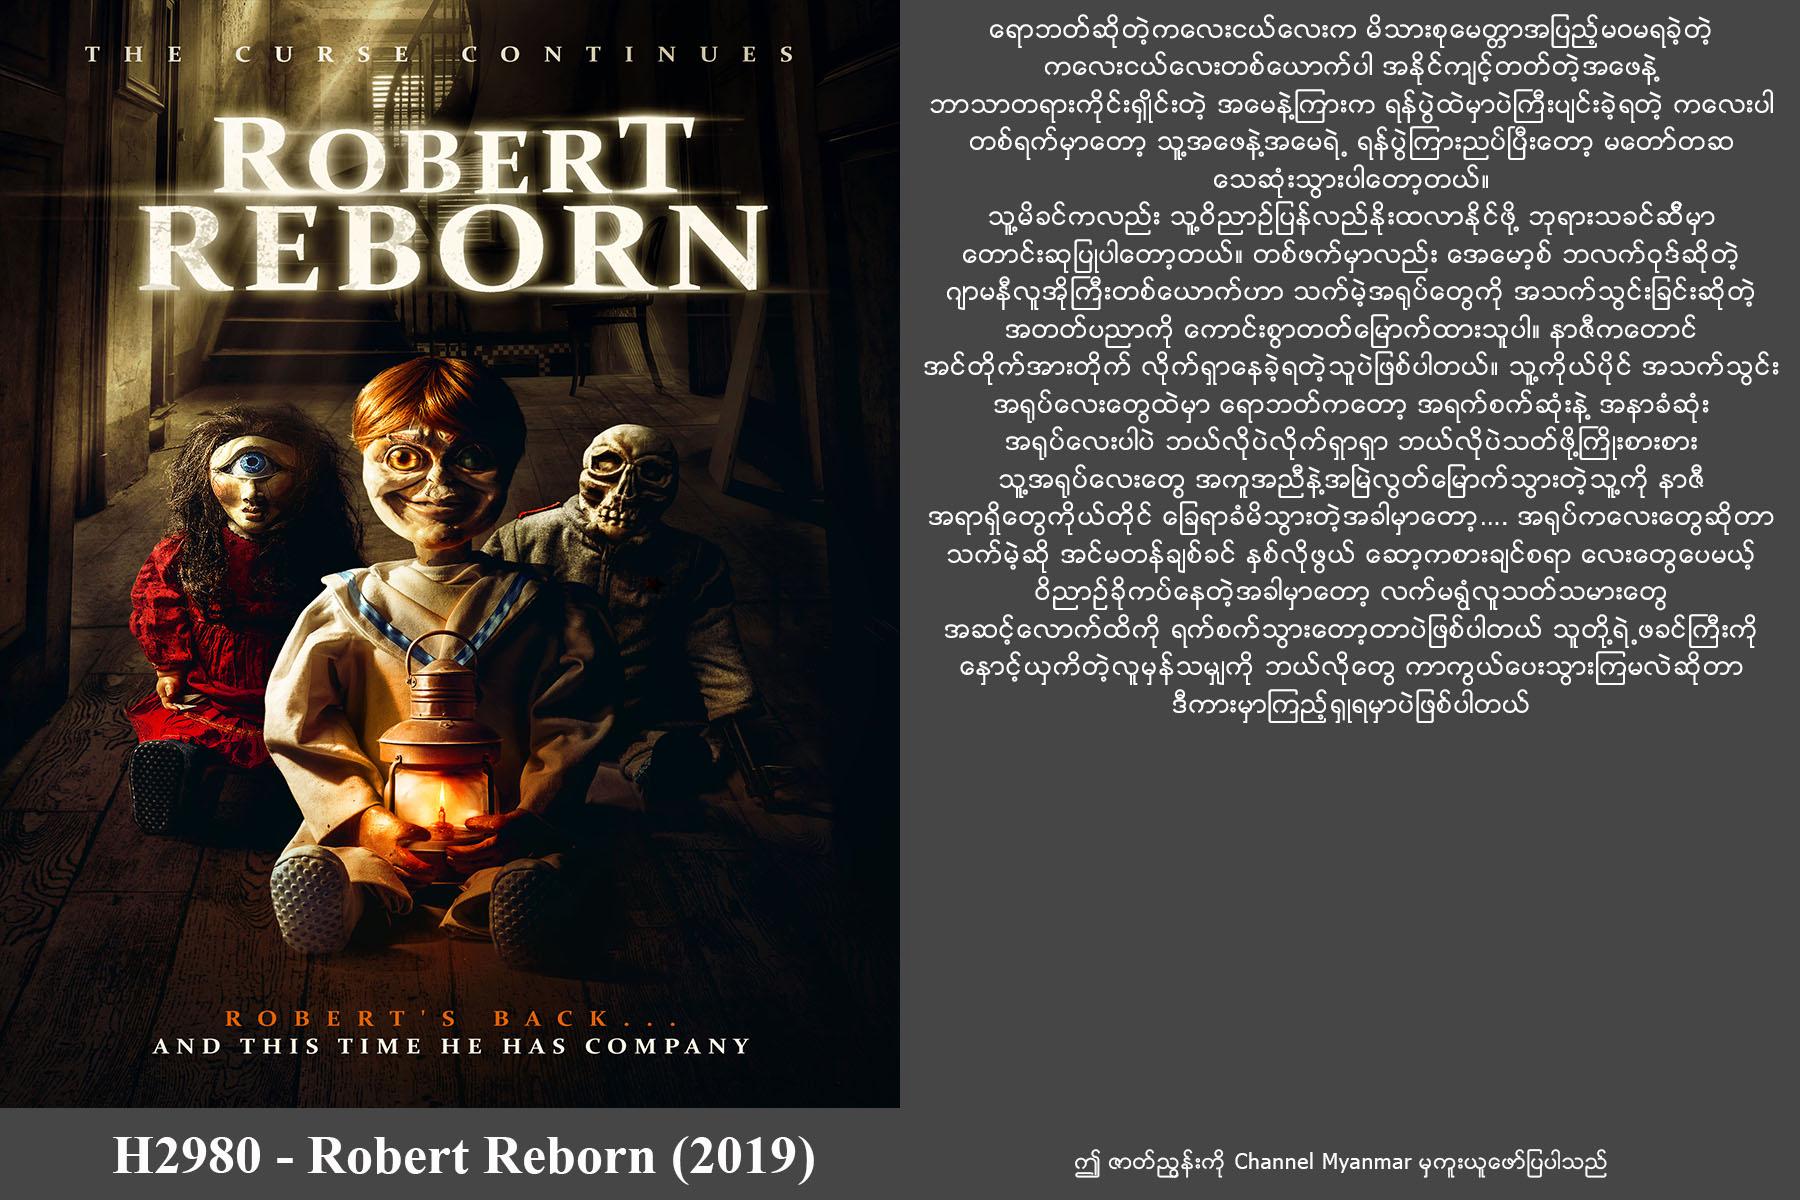 THE CURSE CONTINUES
ROBERT
REBORN
ROBERT'S BACK...
AND THIS TIME HE HAS COMPANY
H2980 - Robert Reborn (2019)
ရောဘတ်ဆိုတဲ့ကလေးငယ်လေးက မိသားစုမေတ္တာအပြည့်မဝမရခဲ့တဲ့
ကလေးငယ်လေးတစ်ယောက်ပါ အနိုင်ကျင့်တတ်တဲ့အဖေနဲ့
ဘာသာတရားကိုင်းရှိုင်းတဲ့ အမေနဲ့ကြားက ရန်ပွဲထဲမှာပဲကြီးပျင်းခဲ့ရတဲ့ ကလေးပါ
တစ်ရက်မှာတော့ သူ့အဖေနဲ့အမေရဲ့ ရန်ပွဲကြားညပ်ပြီးတော့ မတော်တဆ
သေဆုံးသွားပါတော့တယ်။
သူ့မိခင်ကလည်း သူ့ဝိညာဉ်ပြန်လည်နိုးထလာနိုင်ဖို့ ဘုရားသခင်ဆီမှာ
တောင်းဆုပြုပါတော့တယ်။ တစ်ဖက်မှာလည်း အေမော့စ် ဘလက်ဝုဒ်ဆိုတဲ့
ဂျာမနီလူအိုကြီးတစ်ယောက်ဟာ သက်မဲ့အရုပ်တွေကို အသက်သွင်းခြင်းဆိုတဲ့
အတတ်ပညာကို ကောင်းစွာတတ်မြောက်ထားသူပါ။ နာဇီကတောင်
အင်တိုက်အားတိုက် လိုက်ရှာနေခဲ့ရတဲ့သူပဲဖြစ်ပါတယ်။ သူ့ကိုယ်ပိုင် အသက်သွင်း
အရုပ်လေးတွေထဲမှာ ရောဘတ်ကတော့ အရက်စက်ဆုံးနဲ့ အနာခံဆုံး
အရုပ်လေးပါပဲ ဘယ်လိုပဲလိုက်ရှာရှာ ဘယ်လိုပဲသတ်ဖို့ကြိုးစားစား
သူ့အရုပ်လေးတွေ အကူအညီနဲ့အမြဲလွတ်မြောက်သွားတဲ့သူ့ကို နာဇီ
အရာရှိတွေကိုယ်တိုင် ခြေရာခံမိသွားတဲ့အခါမှာတော့.... အရုပ်ကလေးတွေဆိုတာ
သက်မဲ့ဆို အင်မတန်ချစ်ခင် နှစ်လိုဖွယ် ဆော့ကစားချင်စရာ လေးတွေပေမယ့်
ဝိညာဉ်ခိုကပ်နေတဲ့အခါမှာတော့ လက်မရွံ့လူသတ်သမားတွေ
အဆင့်လောက်ထိကို ရက်စက်သွားတော့တာပဲဖြစ်ပါတယ် သူတို့ရဲ့ဖခင်ကြီးကို
နှောင့်ယှကိတဲ့လူမှန်သမျှကို ဘယ်လိုတွေ ကာကွယ်ပေးသွားကြမလဲဆိုတာ
ဒီကားမှာကြည့်ရှုရမှာပဲဖြစ်ပါတယ်
ဤ ဇာတ်ညွှန်းကို Channel Myanmar မှကူးယူဖော်ပြပါသည်